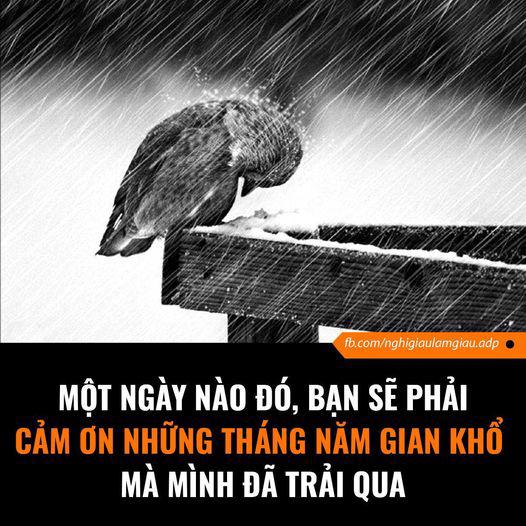 fb.com/nghigiaulamgiau.adp
MỘT NGÀY NÀO ĐÓ, BẠN SẼ PHẢI
CẢM ƠN NHỮNG THÁNG NĂM GIAN KHỔ
MÀ MÌNH ĐÃ TRẢI QUA